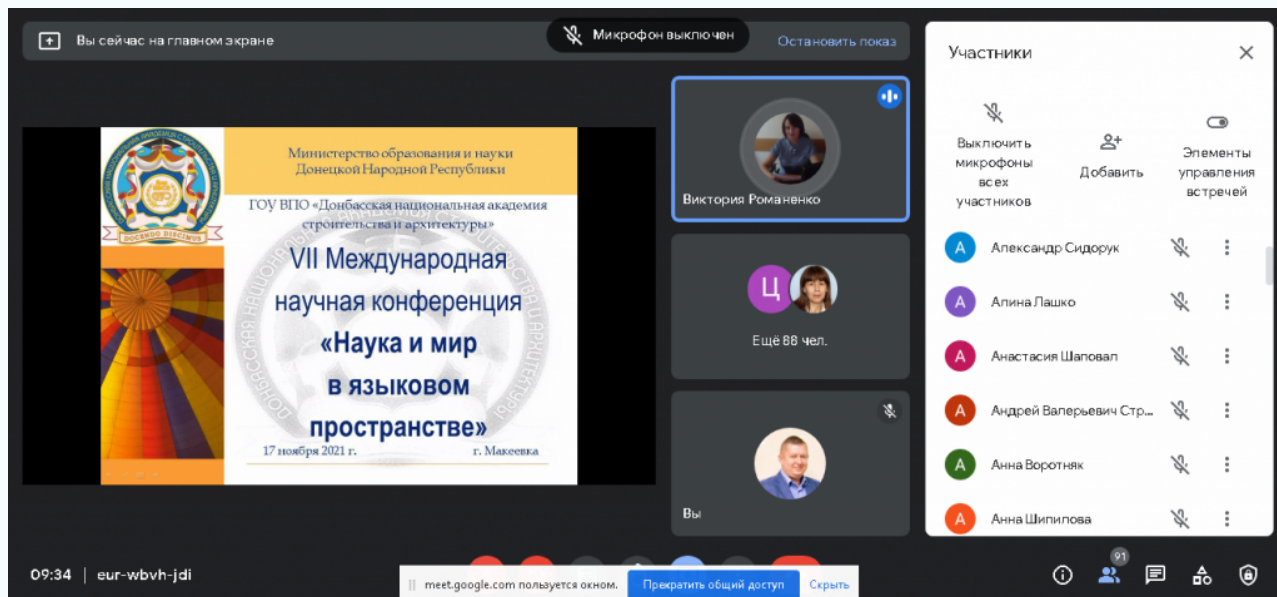 Вы сейчас на главном экране
Микрофон выключен
Остановить показ
Министерство образования и науки
Донецкой Народной Республики
ГОУ ВПО «Донбасская национальная академия
строительства и архитектуры»
VII Международная
научная конференция
«Наука и мир
в языковом
пространстве»
17 ноября 2021 г.
г. Макеевка
DOCENDO DISCIMUS
Виктория Романенко
Ц
Ещё 88 чел.
Вы
Участники
Выключить
микрофоны
всех
участников
Добавить
Элементы
управления
встречей
А
Александр Сидорук
А
Алина Лашко
А
Анастасия Шаповал
А
Андрей Валерьевич Стр...
А
Анна Воротняк
А
Анна Шипилова
09:34 | eur-wbvh-jdi
meet.google.com пользуется окном.
Прекратить общий доступ
Скрыть
91